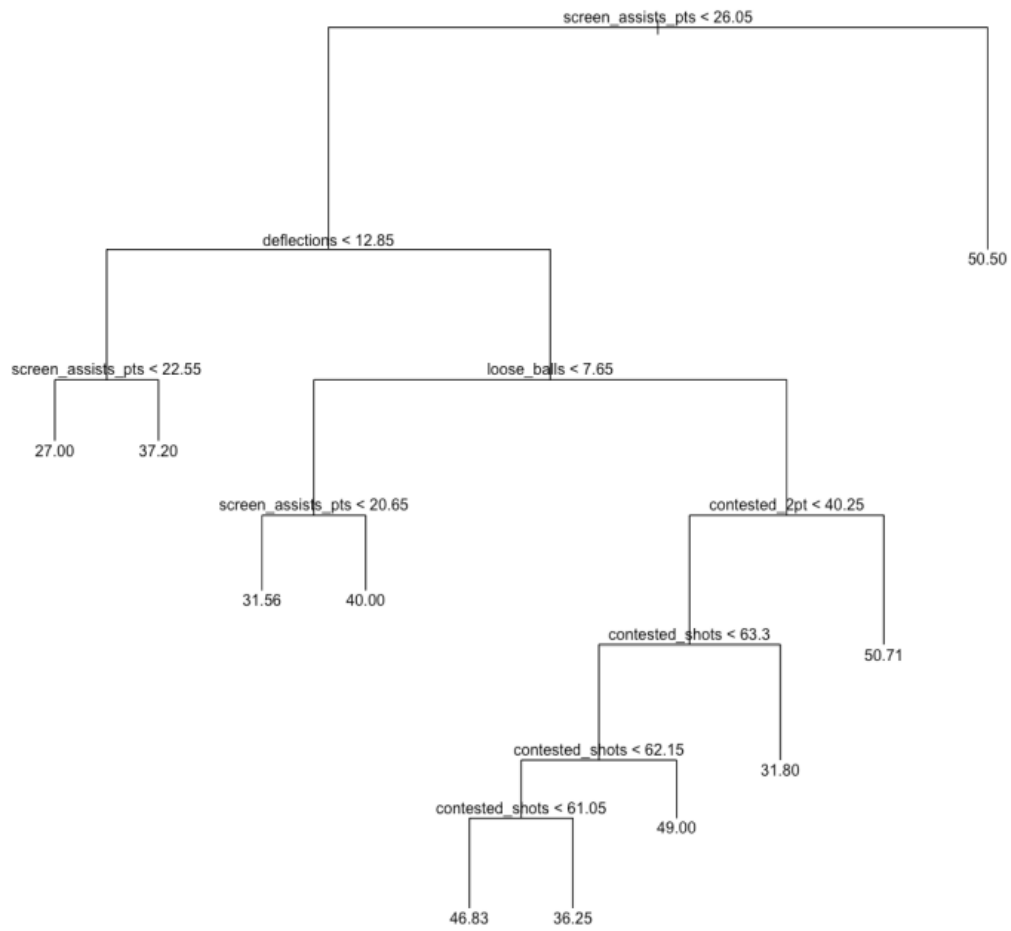 screen_assists_pts < 26.05
deflections < 12.85
50.50
screen_assists_pts < 22.55
loose_balls < 7.65
27.00
37.20
screen_assists_pts < 20.65
contested_2pt < 40.25
31.56
40.00
contested_shots < 63.3
50.71
contested_shots < 62.15
31.80
contested_shots < 61.05
49.00
46.83
36.25